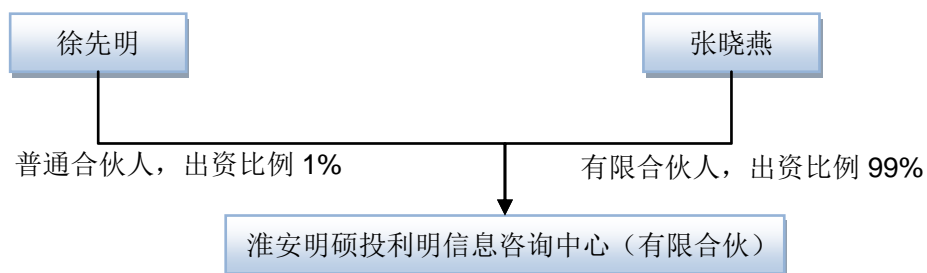 徐先明
张晓燕
普通合伙人，出资比例 1%
有限合伙人，出资比例 99%
淮安明硕投利明信息咨询中心（有限合伙）